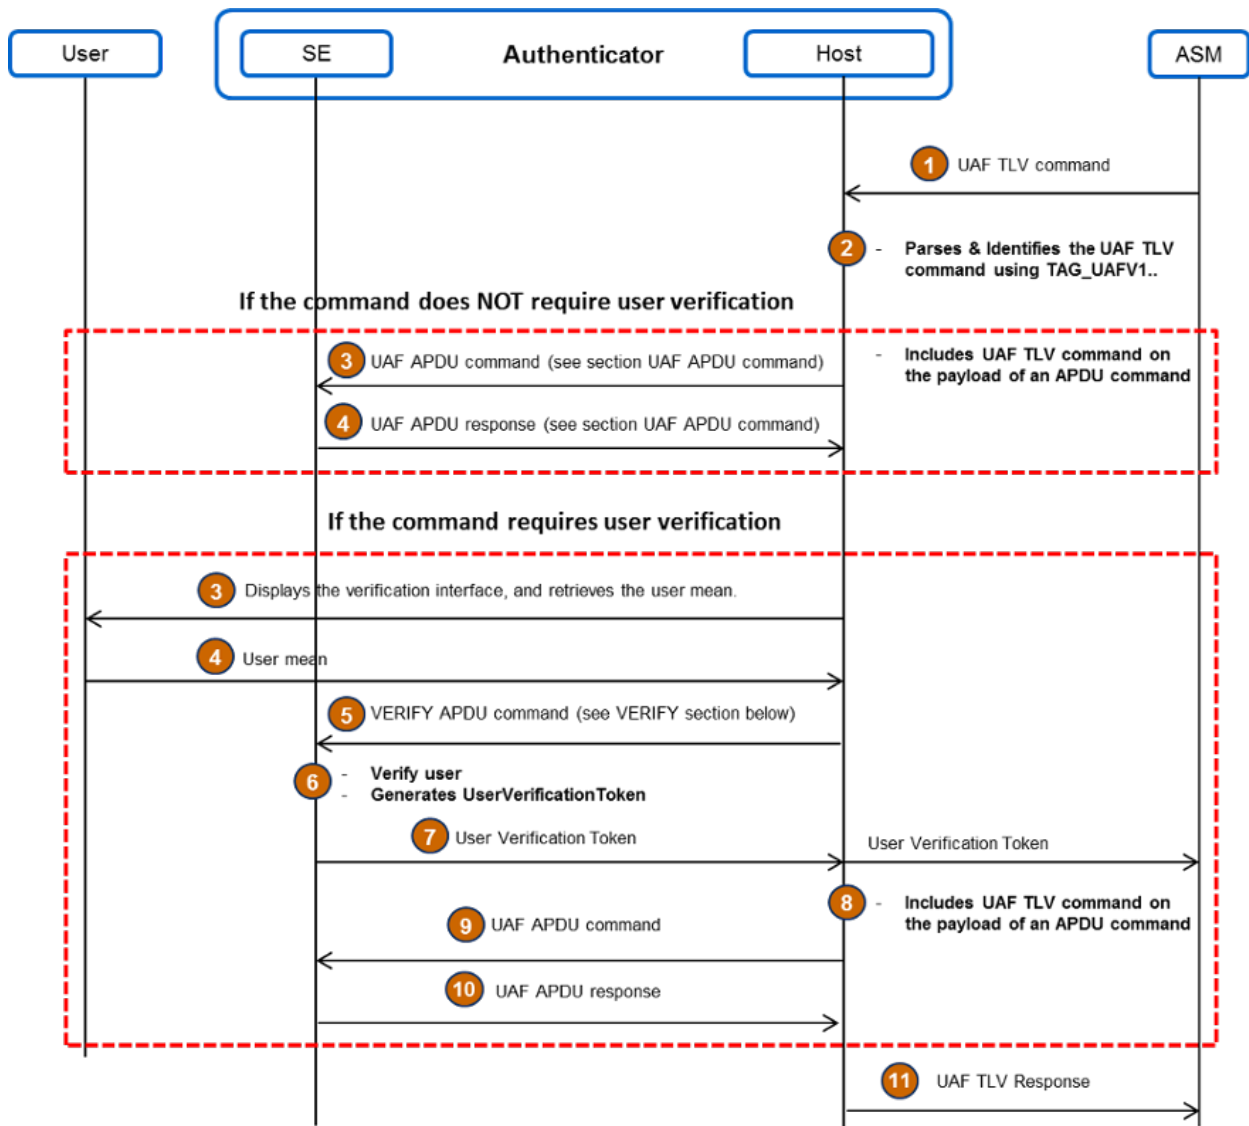 User
SE
Authenticator
Host
ASM
1 UAF TLV command
2 - Parses & Identifies the UAF TLV
command using TAG_UAFV1..
If the command does NOT require user verification
3 UAF APDU command (see section UAF APDU command)
- Includes UAF TLV command on
the payload of an APDU command
4 UAF APDU response (see section UAF APDU command)
If the command requires user verification
3 Displays the verification interface, and retrieves the user mean.
4 User mean
5 VERIFY APDU command (see VERIFY section below)
6 - Verify user
- Generates UserVerificationToken
7 User Verification Token
User Verification Token
8 - Includes UAF TLV command on
the payload of an APDU command
9 UAF APDU command
10 UAF APDU response
11 UAF TLV Response